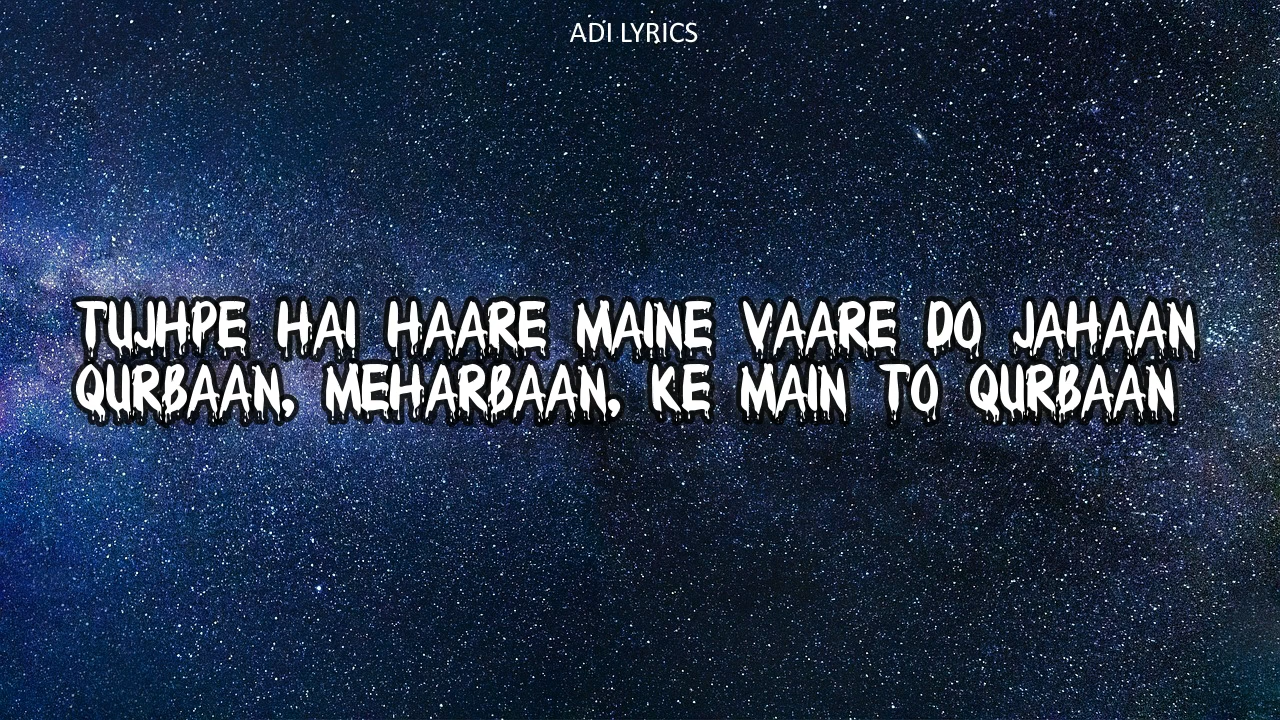 ADI LYRICS
TUJHPE HAI HAARE MAINE VAARE DO JAHAAN
QURBAAN, MEHARBAAN, KE MAIN TO QURBAAN